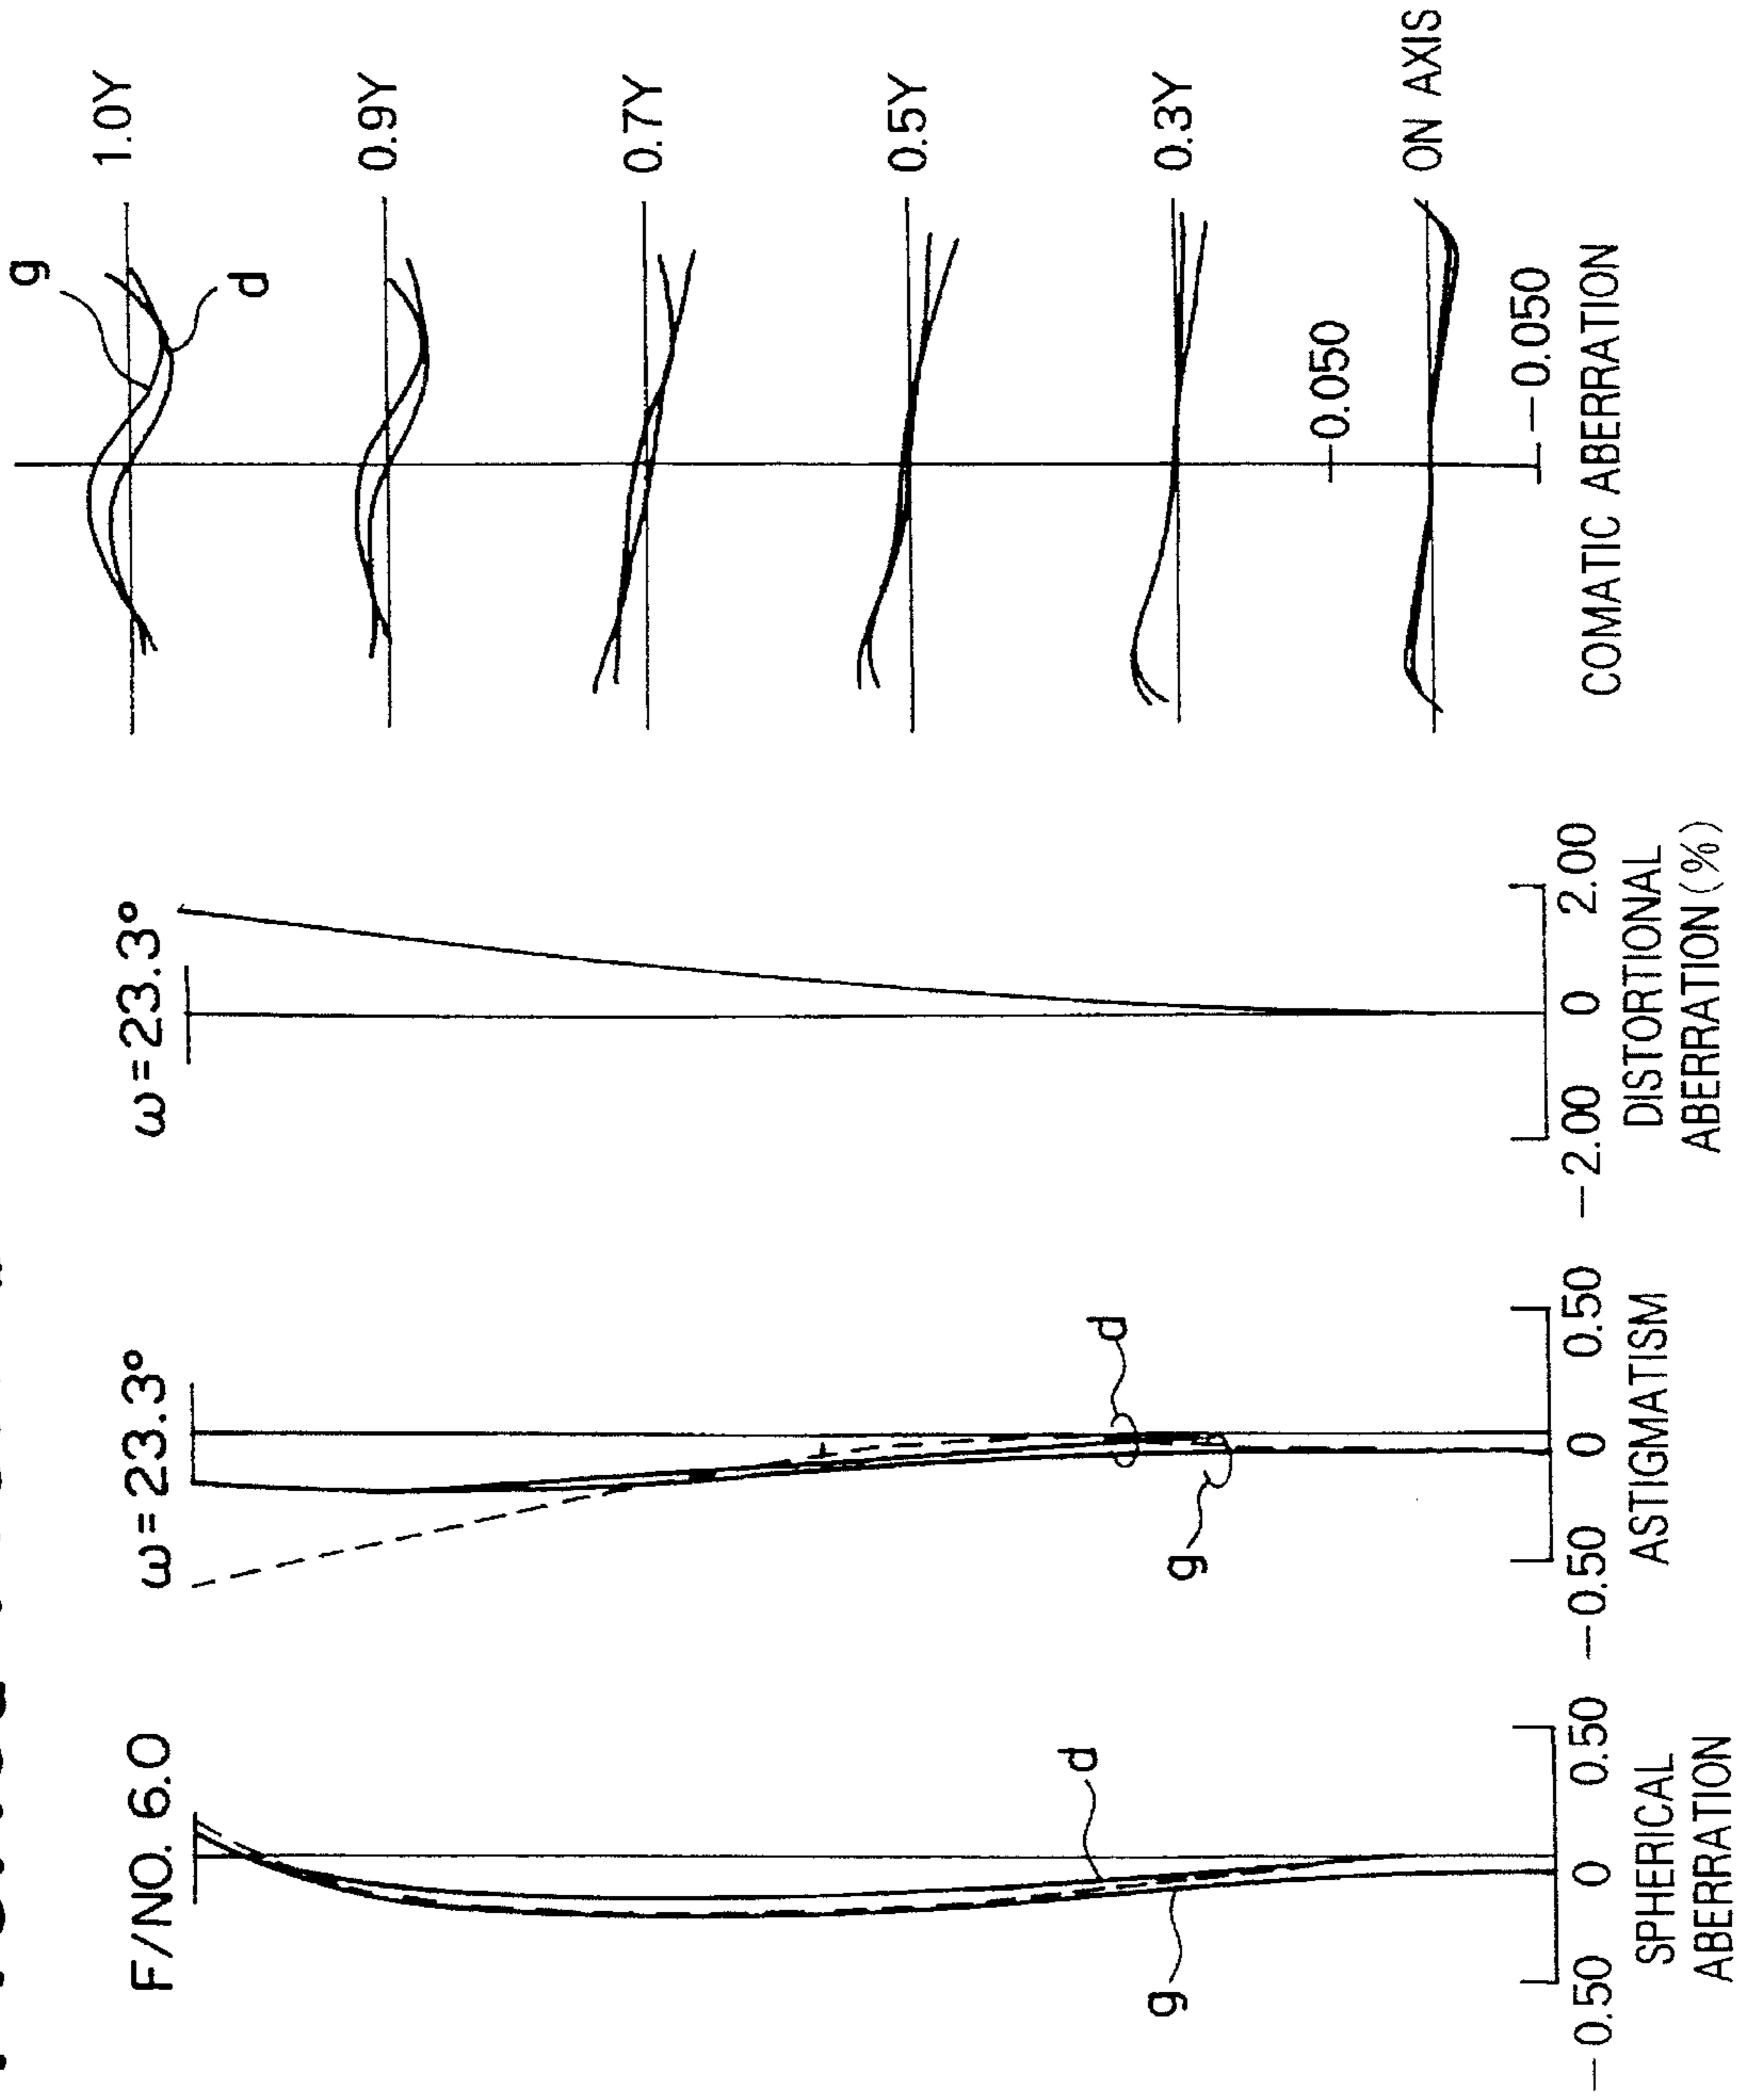 F/NO. 6.0
d
g
-0.50 0 0.50
SPHERICAL
ABERRATION
ω=23.3°
d
g
-0.50 0 0.50
ASTIGMATISM
ω=23.3°
-2.00 0 2.00
DISTORTIONAL
ABERRATION (%)
g
d
1.0Y
0.9Y
0.7Y
0.5Y
0.3Y
0.050
ON AXIS
-0.050
COMATIC ABERRATION